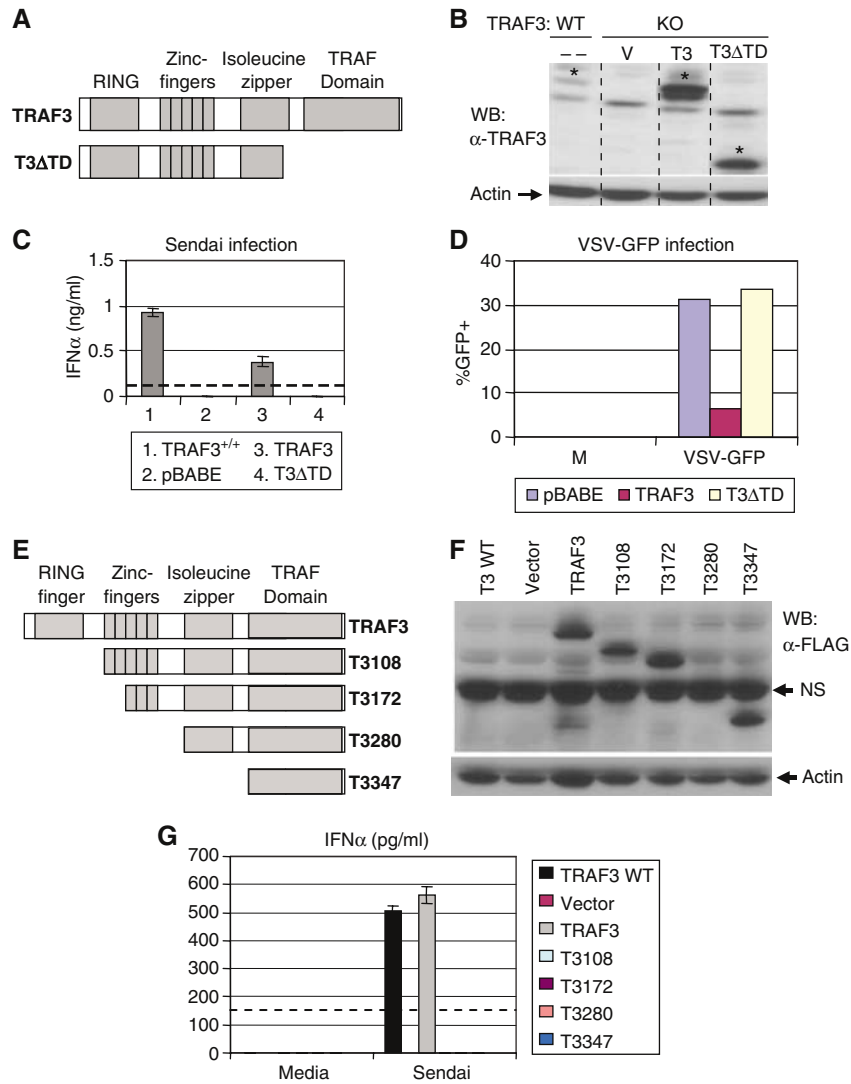 A
RING
Zinc-
fingers
Isoleucine
zipper
TRAF
Domain
TRAF3
T3ΔTD
B
TRAF3: WT KO
-- V T3 T3ΔTD
*
*
*
WB:
α-TRAF3
Actin
C
Sendai infection
IFNα (ng/ml)
1.5
1
0.5
0
1 2 3 4
1. TRAF3+/+ 3. TRAF3
2. pBABE 4. T3ΔTD
D
VSV-GFP infection
%GFP+
40
30
20
10
0
M VSV-GFP
pBABE TRAF3 T3ΔTD
E
RING
finger
Zinc-
fingers
Isoleucine
zipper
TRAF
Domain
TRAF3
T3108
T3172
T3280
T3347
F
T3 WT
Vector
TRAF3
T3108
T3172
T3280
T3347
WB:
α-FLAG
NS
Actin
G
IFNα (pg/ml)
700
600
500
400
300
200
100
0
Media Sendai
TRAF3 WT
Vector
TRAF3
T3108
T3172
T3280
T3347